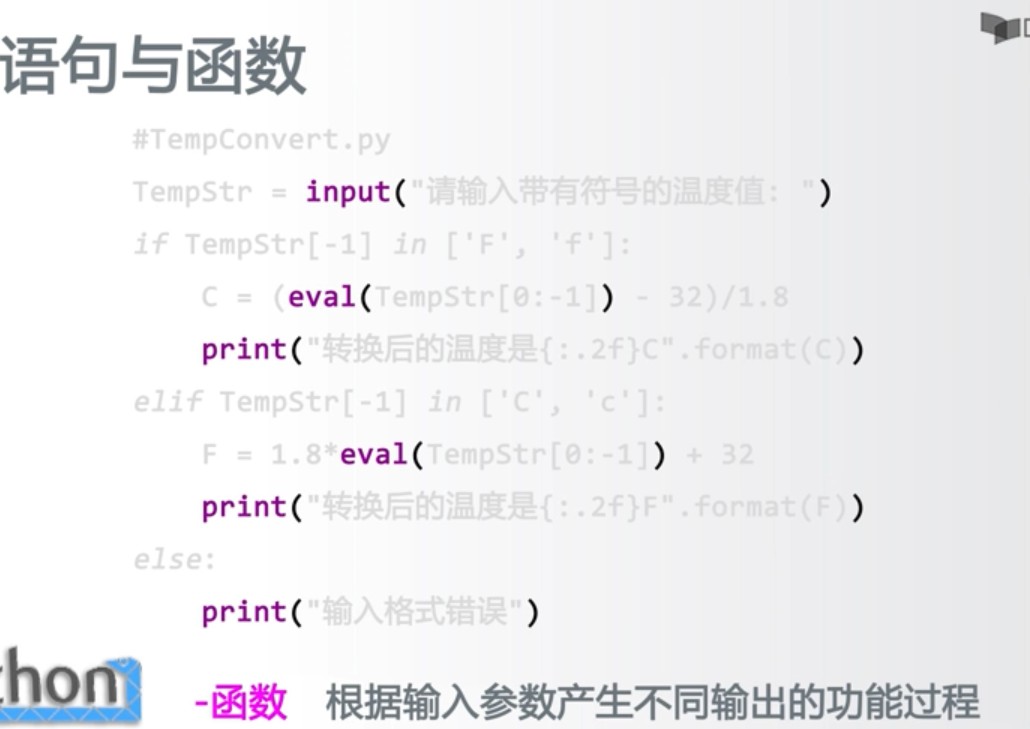 语句与函数
#TempConvert.py
TempStr = input("请输入带有符号的温度值: ")
if TempStr[-1] in ['F', 'f']:
    C = (eval(TempStr[0:-1]) - 32)/1.8
    print("转换后的温度是{:.2f}C".format(C))
elif TempStr[-1] in ['C', 'c']:
    F = 1.8*eval(TempStr[0:-1]) + 32
    print("转换后的温度是{:.2f}F".format(F))
else:
    print("输入格式错误")
thon
-函数 根据输入参数产生不同输出的功能过程